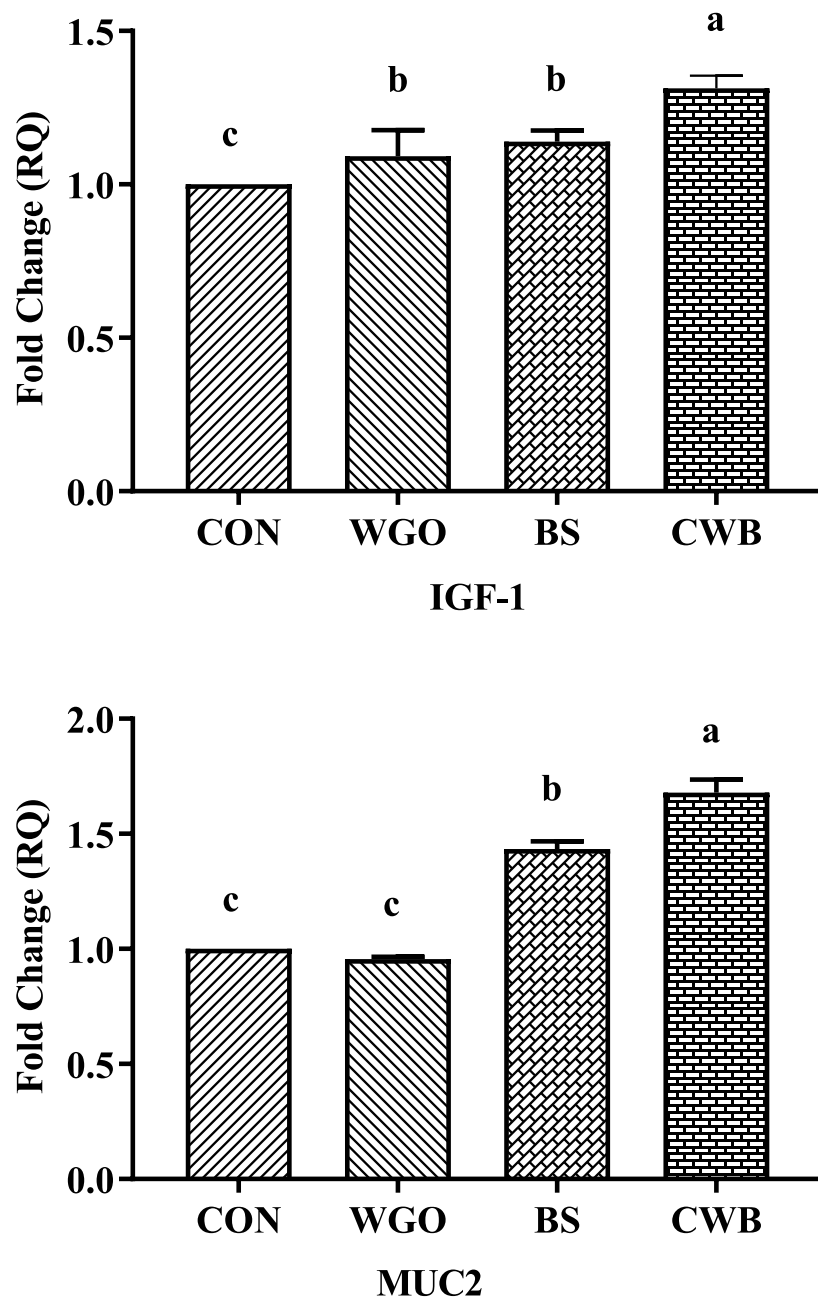 Fold Change (RQ)
1.5
1.0
0.5
0.0
c
b
b
a
CON WGO BS CWB
IGF-1
Fold Change (RQ)
2.0
1.5
1.0
0.5
0.0
c
c
b
a
CON WGO BS CWB
MUC2